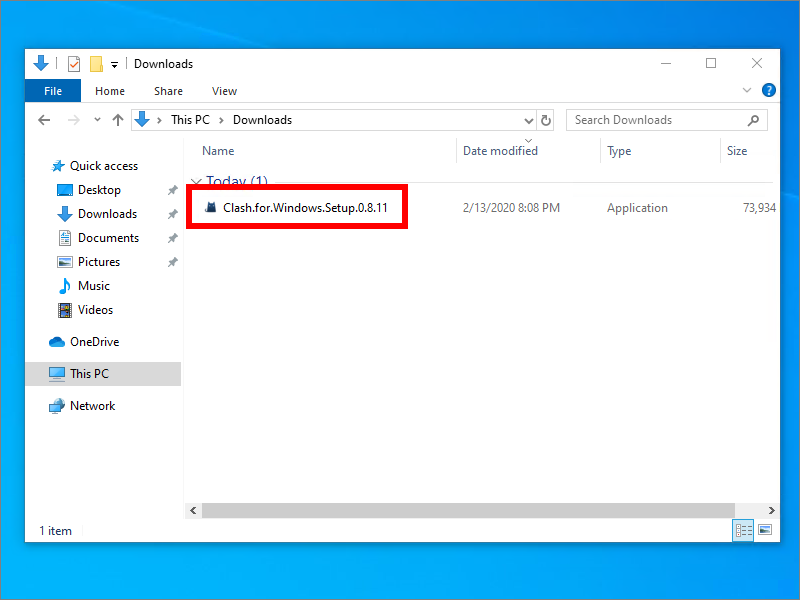 Downloads
File Home Share View
This PC > Downloads
Search Downloads
Name Date modified Type Size
Today (1)
Clash.for.Windows.Setup.0.8.11 2/13/2020 8:08 PM Application 73,934
Quick access
Desktop
Downloads
Documents
Pictures
Music
Videos
OneDrive
This PC
Network
1 item